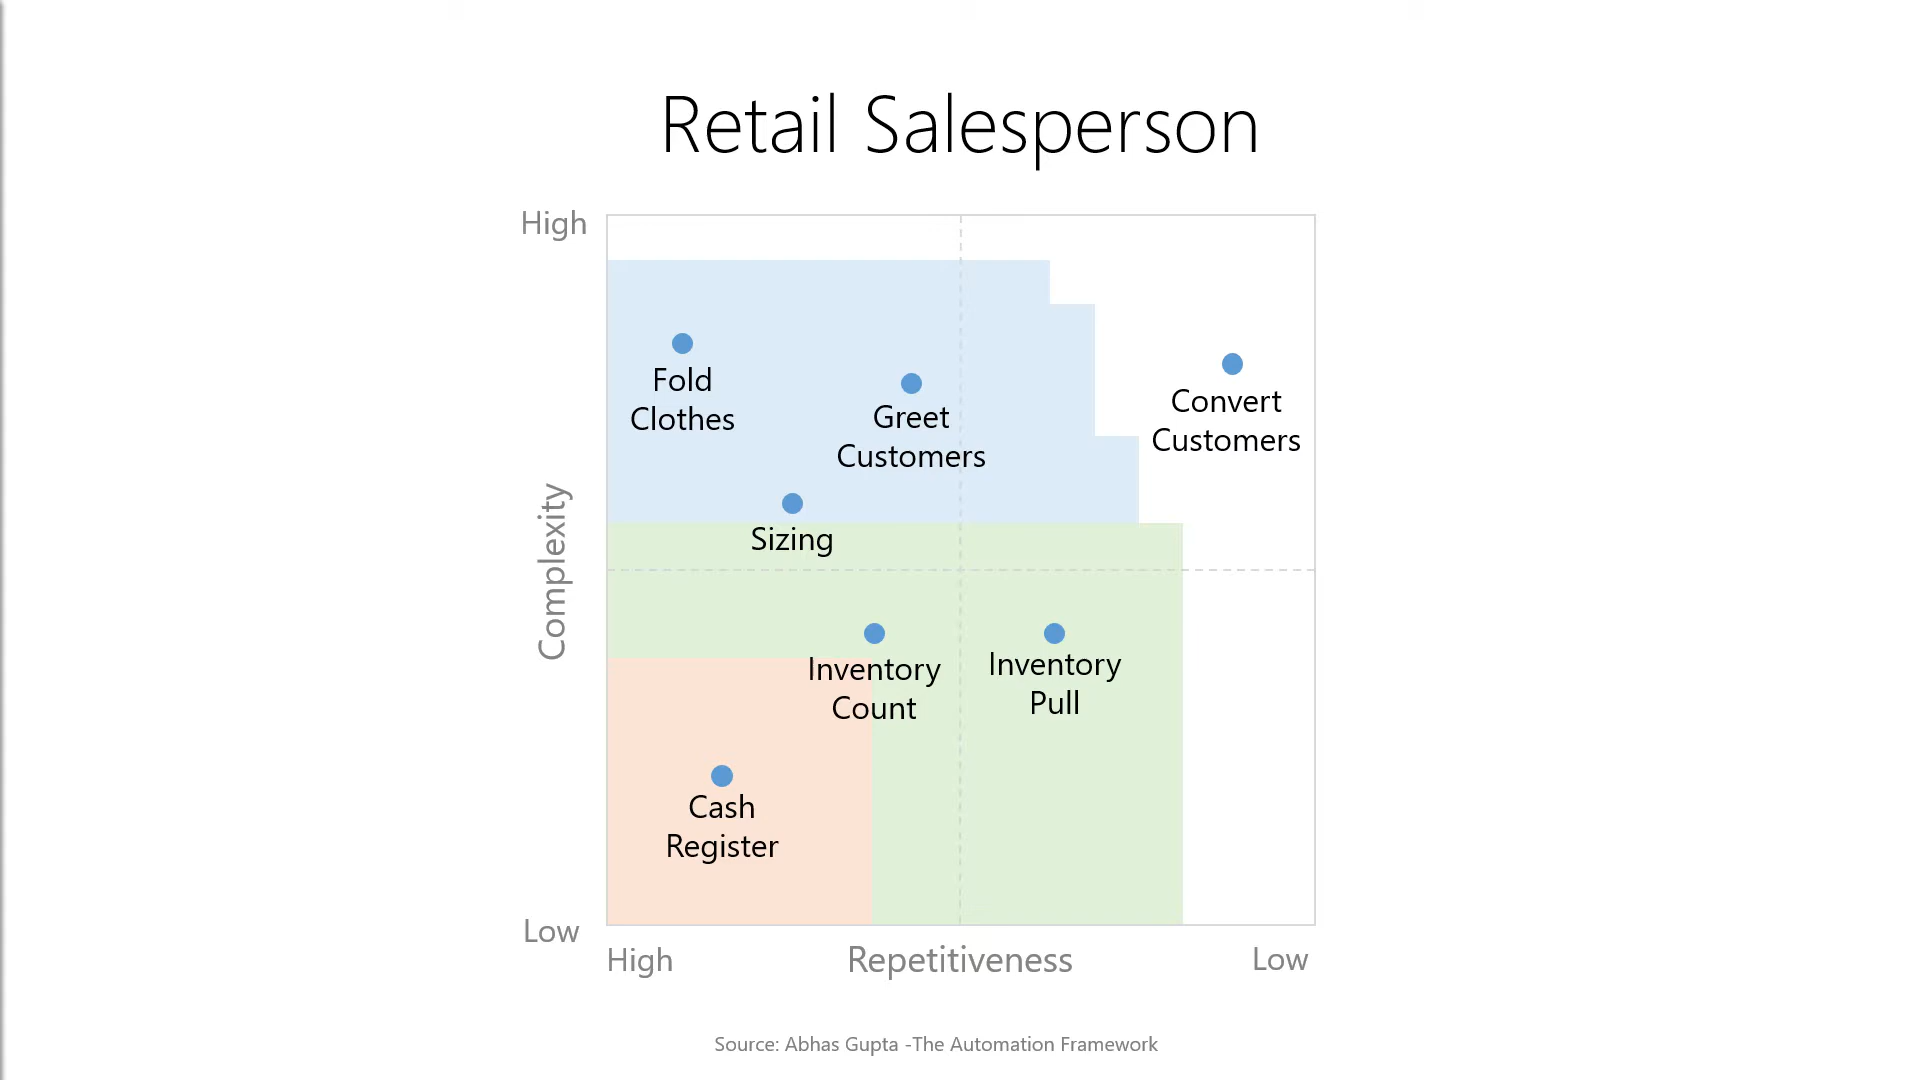 Retail Salesperson
High
Fold
Clothes
Greet
Customers
Convert
Customers
Sizing
Complexity
Inventory
Count
Inventory
Pull
Cash
Register
Low
High
Repetitiveness
Low
Source: Abhas Gupta -The Automation Framework